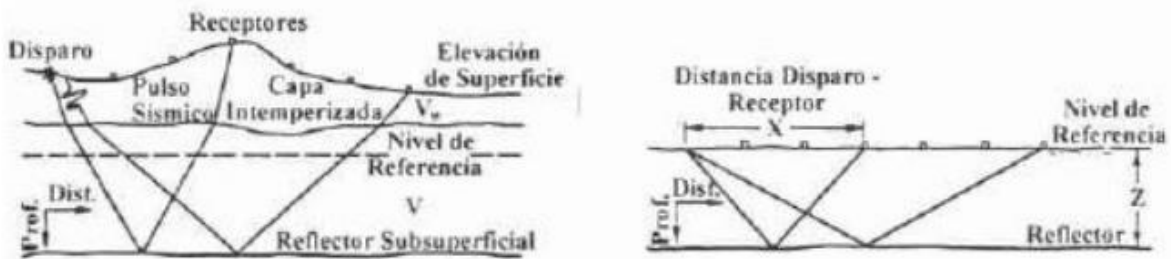 Receptores
Disparo
Elevación
de Superficie
Pulso
Sísmico
Capa
Intemperizada
Vw
Nivel de
Referencia
Dist.
Prof.
V
Reflector Subsuperficial
Distancia Disparo -
Receptor
X
Nivel de
Referencia
Dist.
Prof.
Z
Reflector